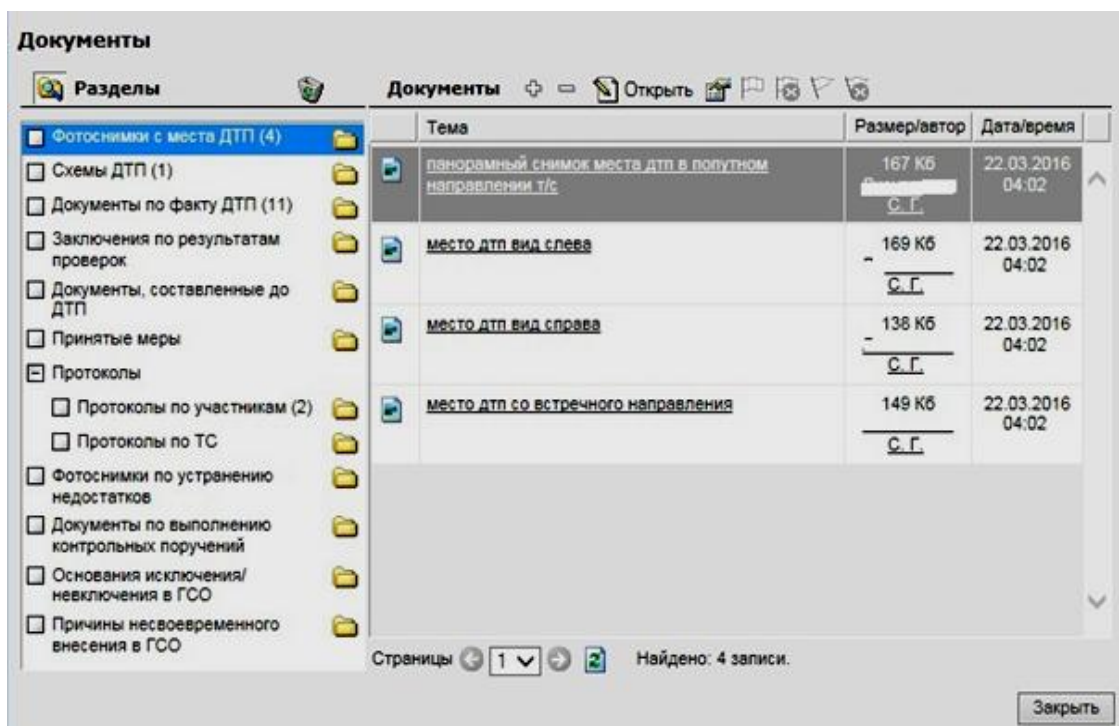 Документы
Разделы
Фотоснимки с места ДТП (4)
Схемы ДТП (1)
Документы по факту ДТП (11)
Заключения по результатам
проверок
Документы, составленные до
ДТП
Принятые меры
Протоколы
Протоколы по участникам (2)
Протоколы по ТС
Фотоснимки по устранению
недостатков
Документы по выполнению
контрольных поручений
Основания исключения/
невключения в ГСО
Причины несвоевременного
внесения в ГСО
Документы Открыть
Тема Размер/автор Дата/время
панорамный снимок места дтп в попутном 167 Кб 22.03.2016
направлении т/с 04:02
С. Г.
место дтп вид слева 169 Кб 22.03.2016
04:02
С. Г.
место дтп вид справа 138 Кб 22.03.2016
04:02
С. Г.
место дтп со встречного направления 149 Кб 22.03.2016
04:02
С. Г.
Страницы 1 Найдено: 4 записи.
Закрыть